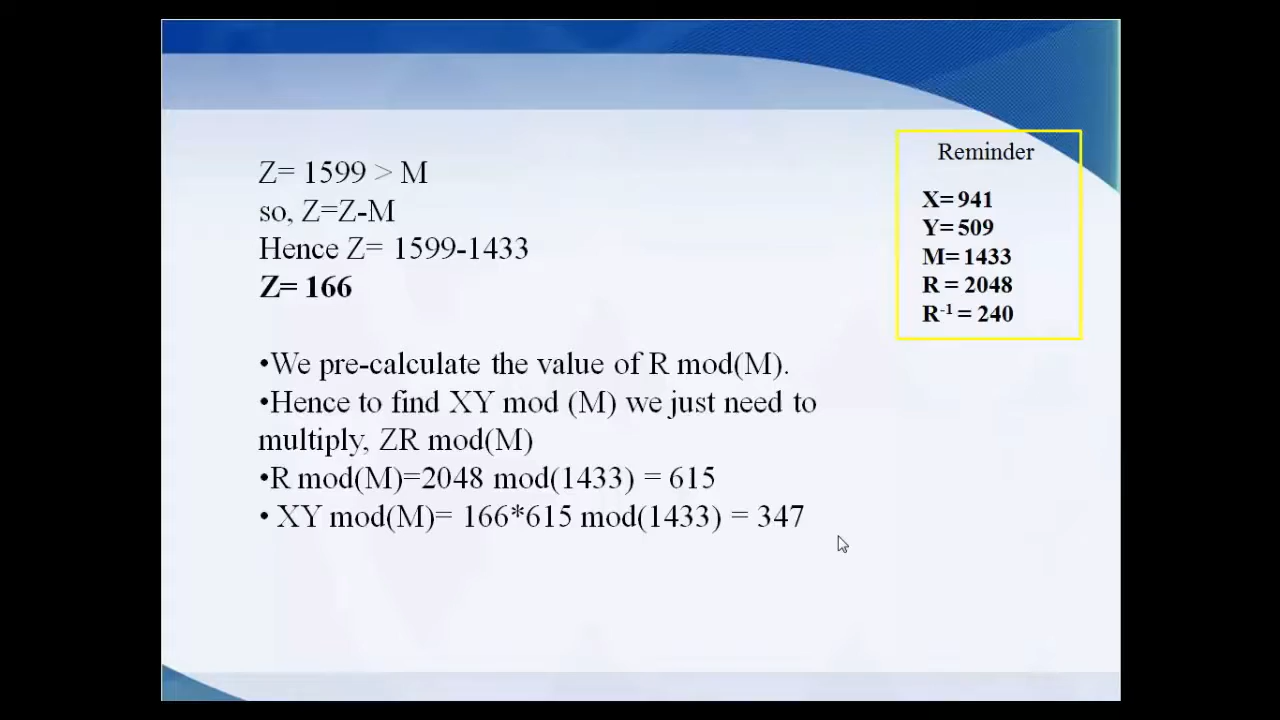 Z= 1599 > M
so, Z=Z-M
Hence Z= 1599-1433
Z= 166
•We pre-calculate the value of R mod(M).
•Hence to find XY mod (M) we just need to
multiply, ZR mod(M)
•R mod(M)=2048 mod(1433) = 615
• XY mod(M)= 166*615 mod(1433) = 347
Reminder
X= 941
Y= 509
M= 1433
R = 2048
R⁻¹ = 240